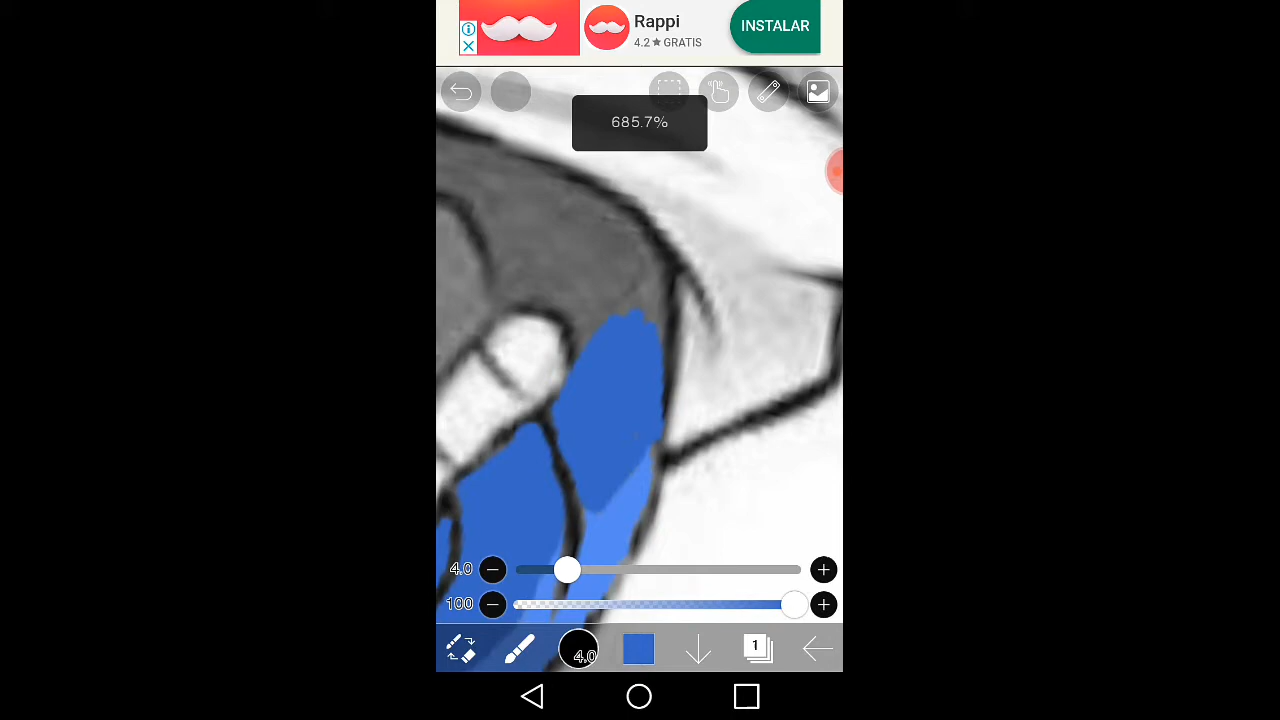 Rappi
INSTALAR
4.2★GRATIS
685.7%
4.0
100
4.0
1